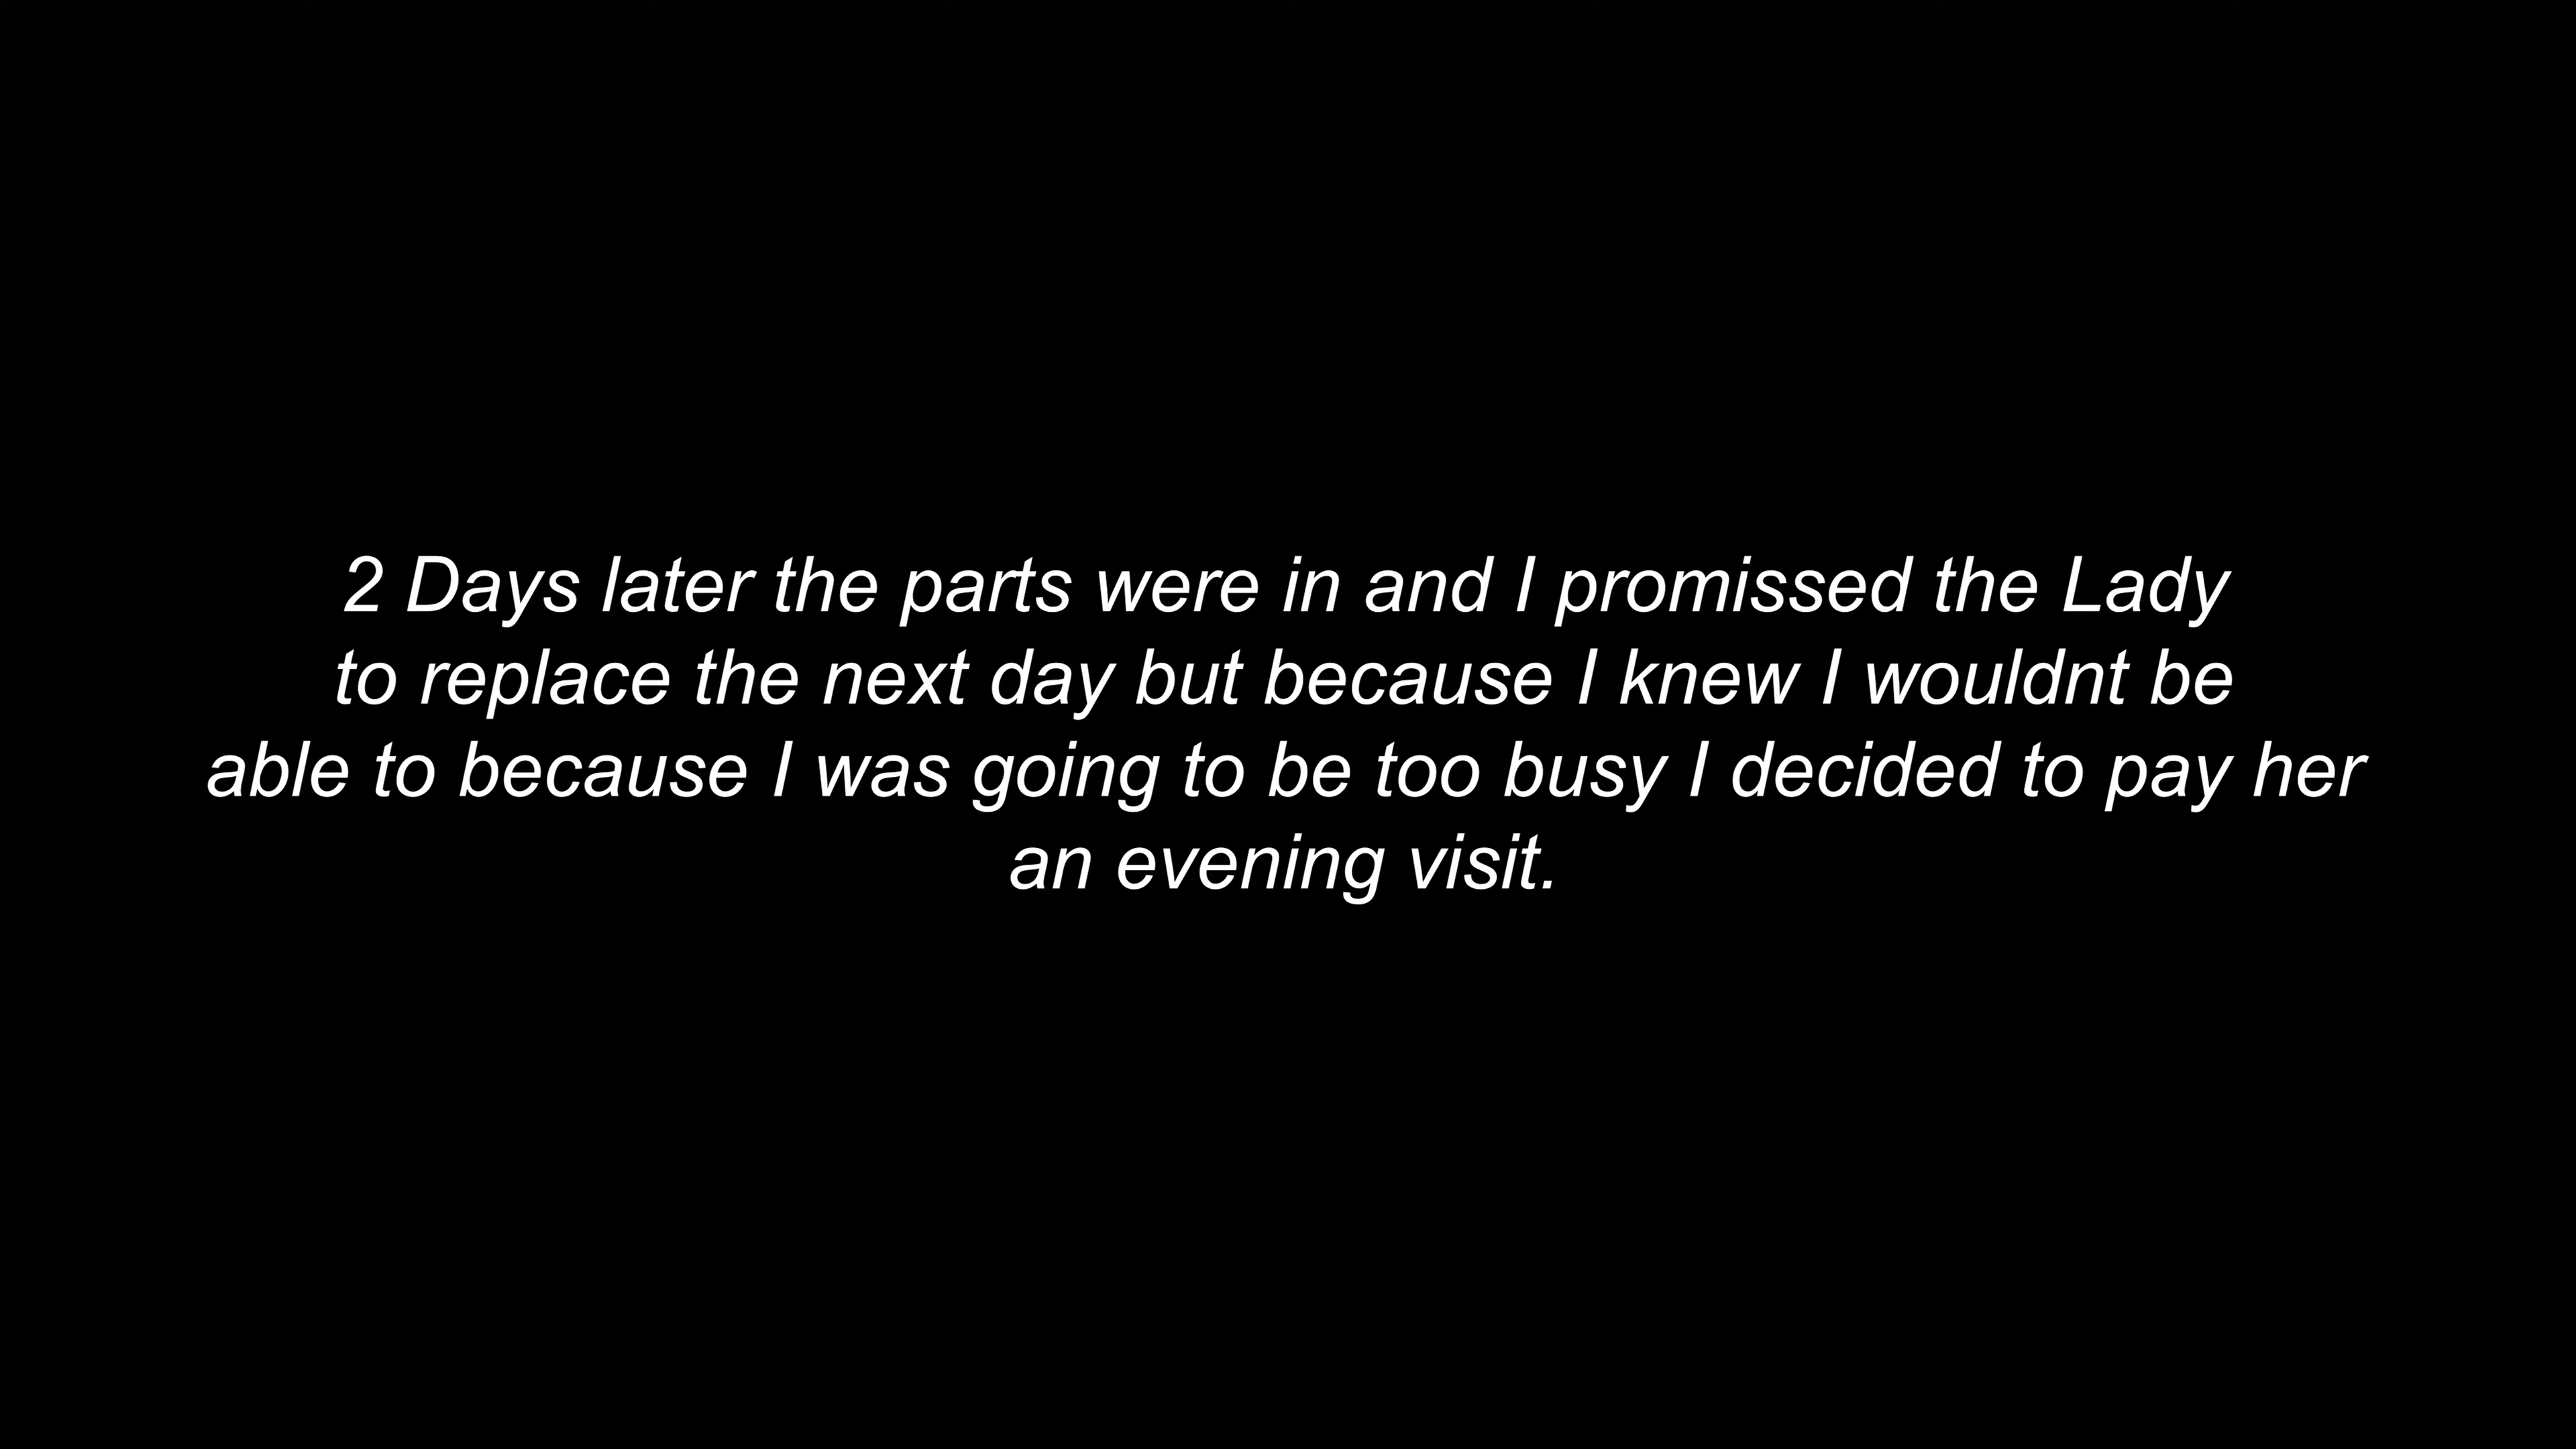 2 Days later the parts were in and I promissed the Lady
to replace the next day but because I knew I wouldnt be
able to because I was going to be too busy I decided to pay her
an evening visit.